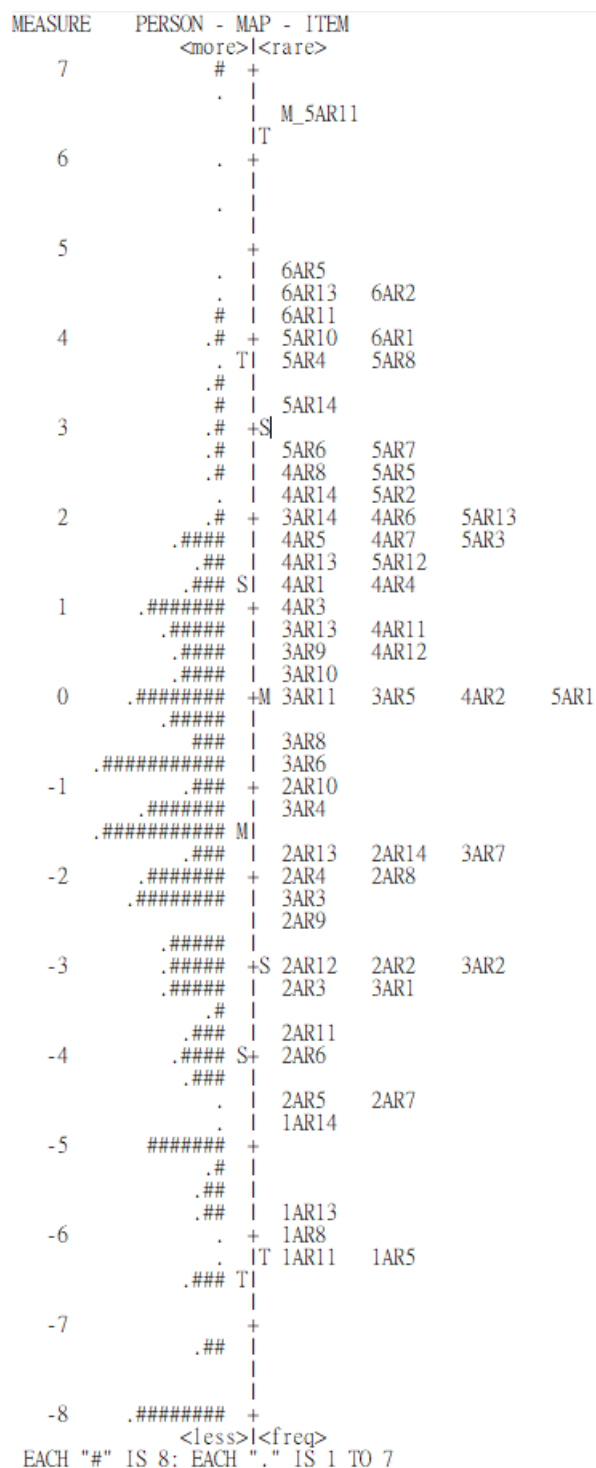 MEASURE    PERSON - MAP - ITEM
               <more>|<rare>
    7             #  +
                  .  |
                     |  M_5AR11
                     |T
    6             .  +
                     |
                  .  |
                     |
    5                +
                  .  |  6AR5
                  .  |  6AR13   6AR2
                  #  |  6AR11
    4            .#  +  5AR10   6AR1
                  . T|  5AR4    5AR8
                 .#  |
                  #  |  5AR14
    3            .#  +S|
                 .#  |  5AR6    5AR7
                 .#  |  4AR8    5AR5
                  .  |  4AR14   5AR2
    2            .#  +  3AR14   4AR6    5AR13
              .####  |  4AR5    4AR7    5AR3
                .##  |  4AR13   5AR12
               .### S|  4AR1    4AR4
    1      .#######  +  4AR3
             .#####  |  3AR13   4AR11
              .####  |  3AR9    4AR12
              .####  |  3AR10
    0     .########  +M 3AR11   3AR5    4AR2    5AR1
             .#####  |
                ###  |  3AR8
       .###########  |  3AR6
   -1          .###  +  2AR10
           .#######  |  3AR4
       .########### M|
               .###  |  2AR13   2AR14   3AR7
   -2      .#######  +  2AR4    2AR8
          .########  |  3AR3
                     |  2AR9
             .#####  |
   -3        .#####  +S 2AR12   2AR2    3AR2
             .#####  |  2AR3    3AR1
                 .#  |
               .###  |  2AR11
   -4         .#### S+  2AR6
               .###  |
                  .  |  2AR5    2AR7
                  .  |  1AR14
   -5       #######  +
                 .#  |
                .##  |
                .##  |  1AR13
   -6             .  +  1AR8
                  .  |T 1AR11   1AR5
               .### T|
                     |
   -7                +
                .##  |
                     |
                     |
   -8     .########  +
               <less>|<freq>
 EACH "#" IS 8: EACH "." IS 1 TO 7